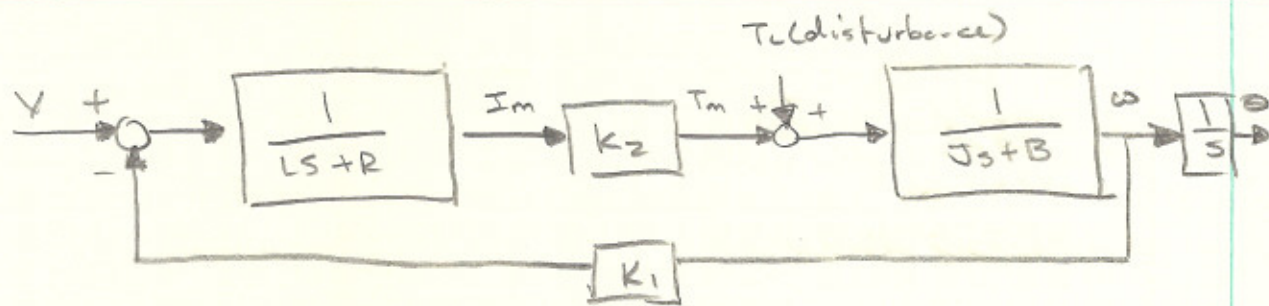 TL(disturbance)
V + -
1
LS+R
Im
K2
Tm + +
1
Js+B
ω
1
s
θ
K1